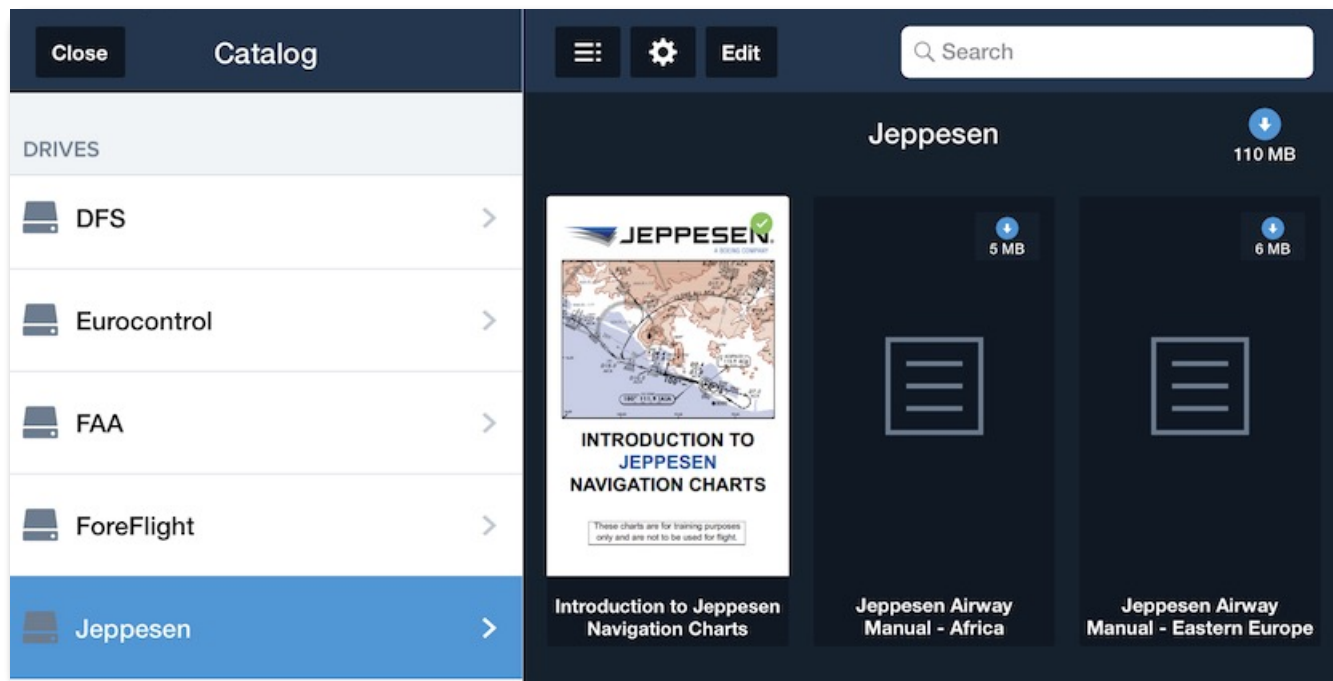 Close
Catalog
DRIVES
DFS
Eurocontrol
FAA
ForeFlight
Jeppesen
Edit
Search
Jeppesen
110 MB
JEPPESEN.
A BOEING COMPANY
INTRODUCTION TO
JEPPESEN
NAVIGATION CHARTS
These charts are for training purposes
only and are not to be used for flight.
Introduction to Jeppesen
Navigation Charts
5 MB
Jeppesen Airway
Manual - Africa
6 MB
Jeppesen Airway
Manual - Eastern Europe